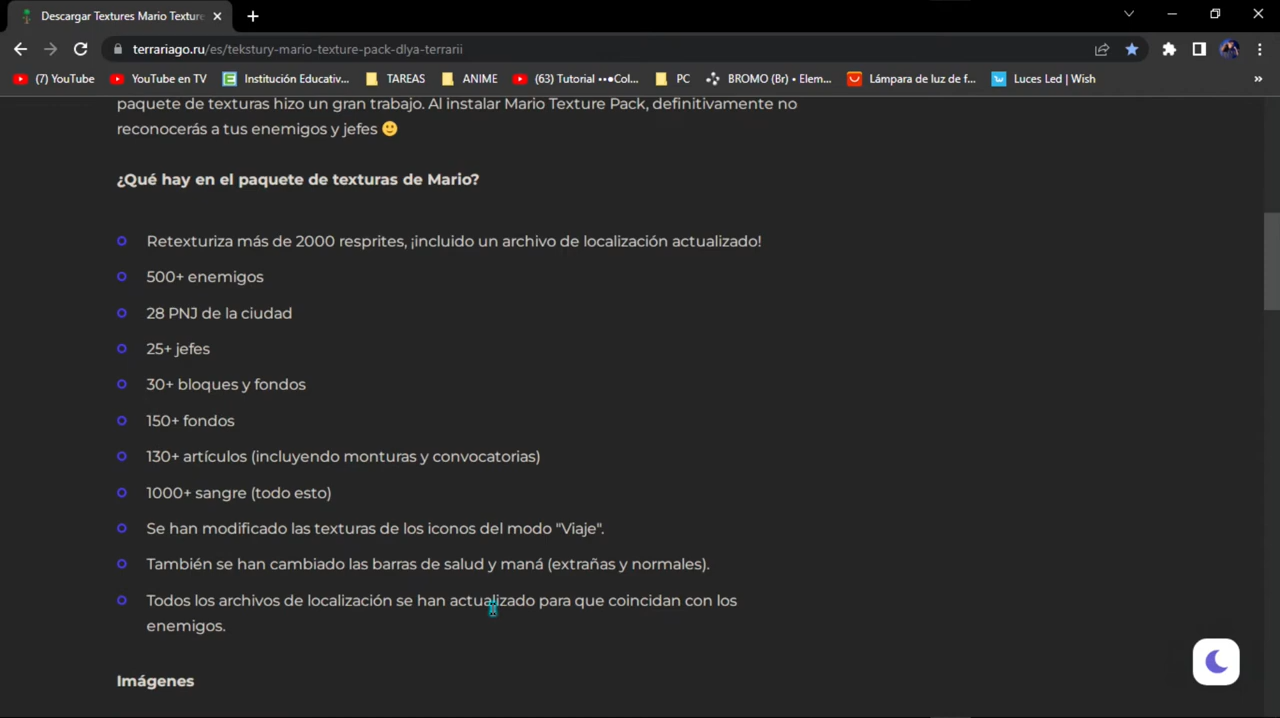 Descargar Textures Mario Texture
terrariago.ru/es/tekstury-mario-texture-pack-dlya-terrarii
(7) YouTube
YouTube en TV
Institución Educativ...
TAREAS
ANIME
(63) Tutorial ••●Col...
PC
BROMO (Br) • Elem...
Lámpara de luz de f...
Luces Led | Wish
»
paquete de texturas hizo un gran trabajo. Al instalar Mario Texture Pack, definitivamente no
reconocerás a tus enemigos y jefes 🙂
¿Qué hay en el paquete de texturas de Mario?
Retexturiza más de 2000 resprites, ¡incluido un archivo de localización actualizado!
500+ enemigos
28 PNJ de la ciudad
25+ jefes
30+ bloques y fondos
150+ fondos
130+ artículos (incluyendo monturas y convocatorias)
1000+ sangre (todo esto)
Se han modificado las texturas de los iconos del modo "Viaje".
También se han cambiado las barras de salud y maná (extrañas y normales).
Todos los archivos de localización se han actualizado para que coincidan con los
enemigos.
Imágenes